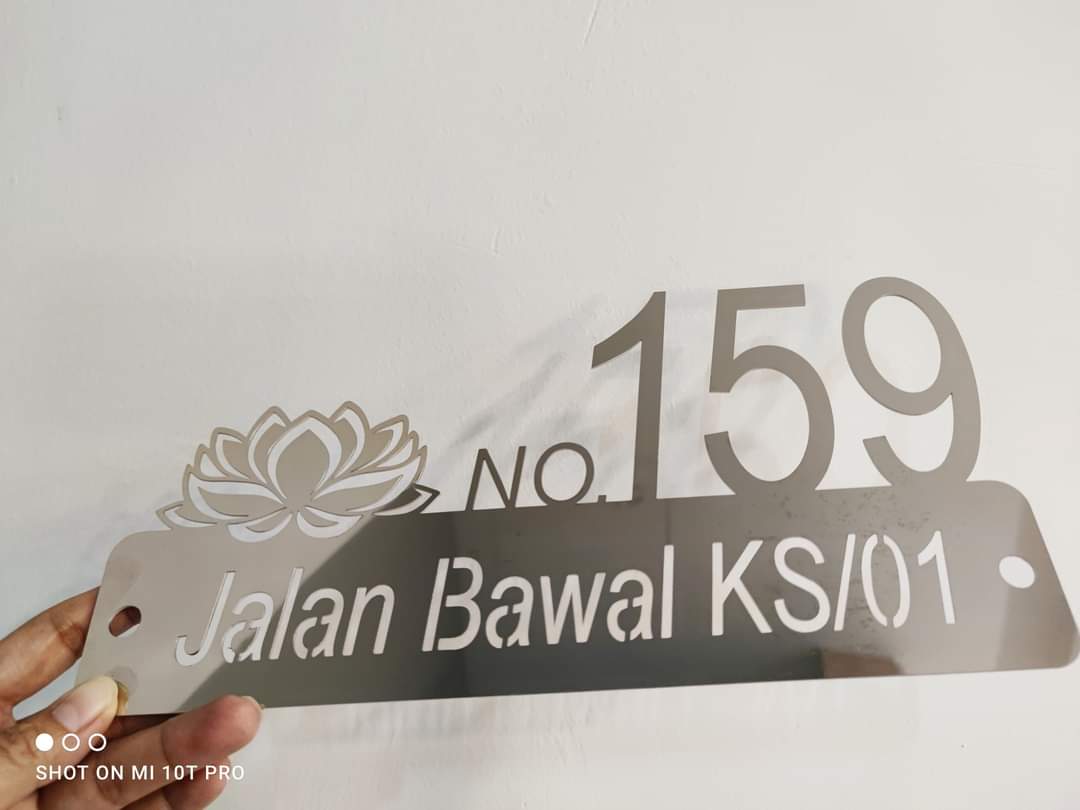 NO. 159
Jalan Bawal KS/01
SHOT ON MI 10T PRO